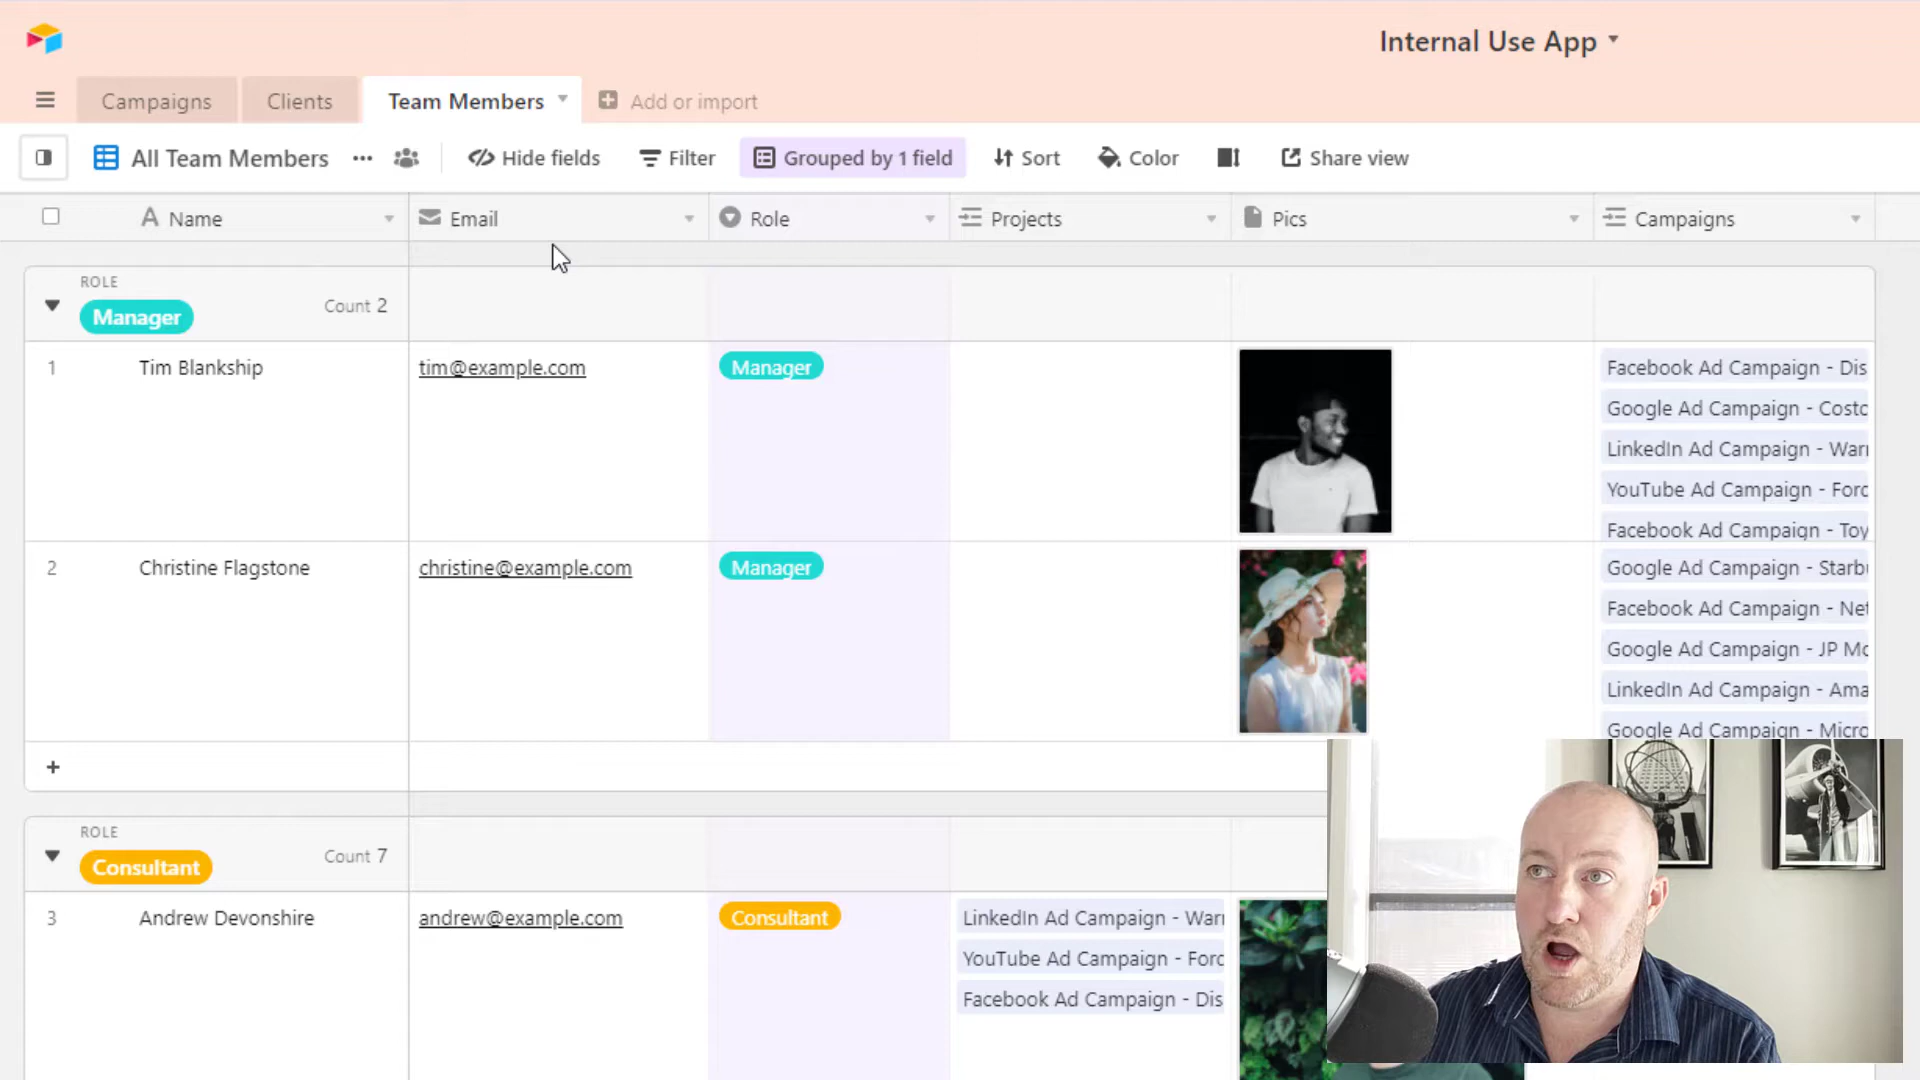 Internal Use App
Campaigns Clients Team Members Add or import
All Team Members Hide fields Filter Grouped by 1 field Sort Color Share view
Name Email Role Projects Pics Campaigns
ROLE
Manager Count 2
1 Tim Blankship tim@example.com Manager Facebook Ad Campaign - Dis
Google Ad Campaign - Costc
LinkedIn Ad Campaign - Warr
YouTube Ad Campaign - Forc
Facebook Ad Campaign - Toy
2 Christine Flagstone christine@example.com Manager Google Ad Campaign - Starbu
Facebook Ad Campaign - Net
Google Ad Campaign - JP Mc
LinkedIn Ad Campaign - Ama
Google Ad Campaign - Micro
+
ROLE
Consultant Count 7
3 Andrew Devonshire andrew@example.com Consultant LinkedIn Ad Campaign - Warr
YouTube Ad Campaign - Forc
Facebook Ad Campaign - Dis